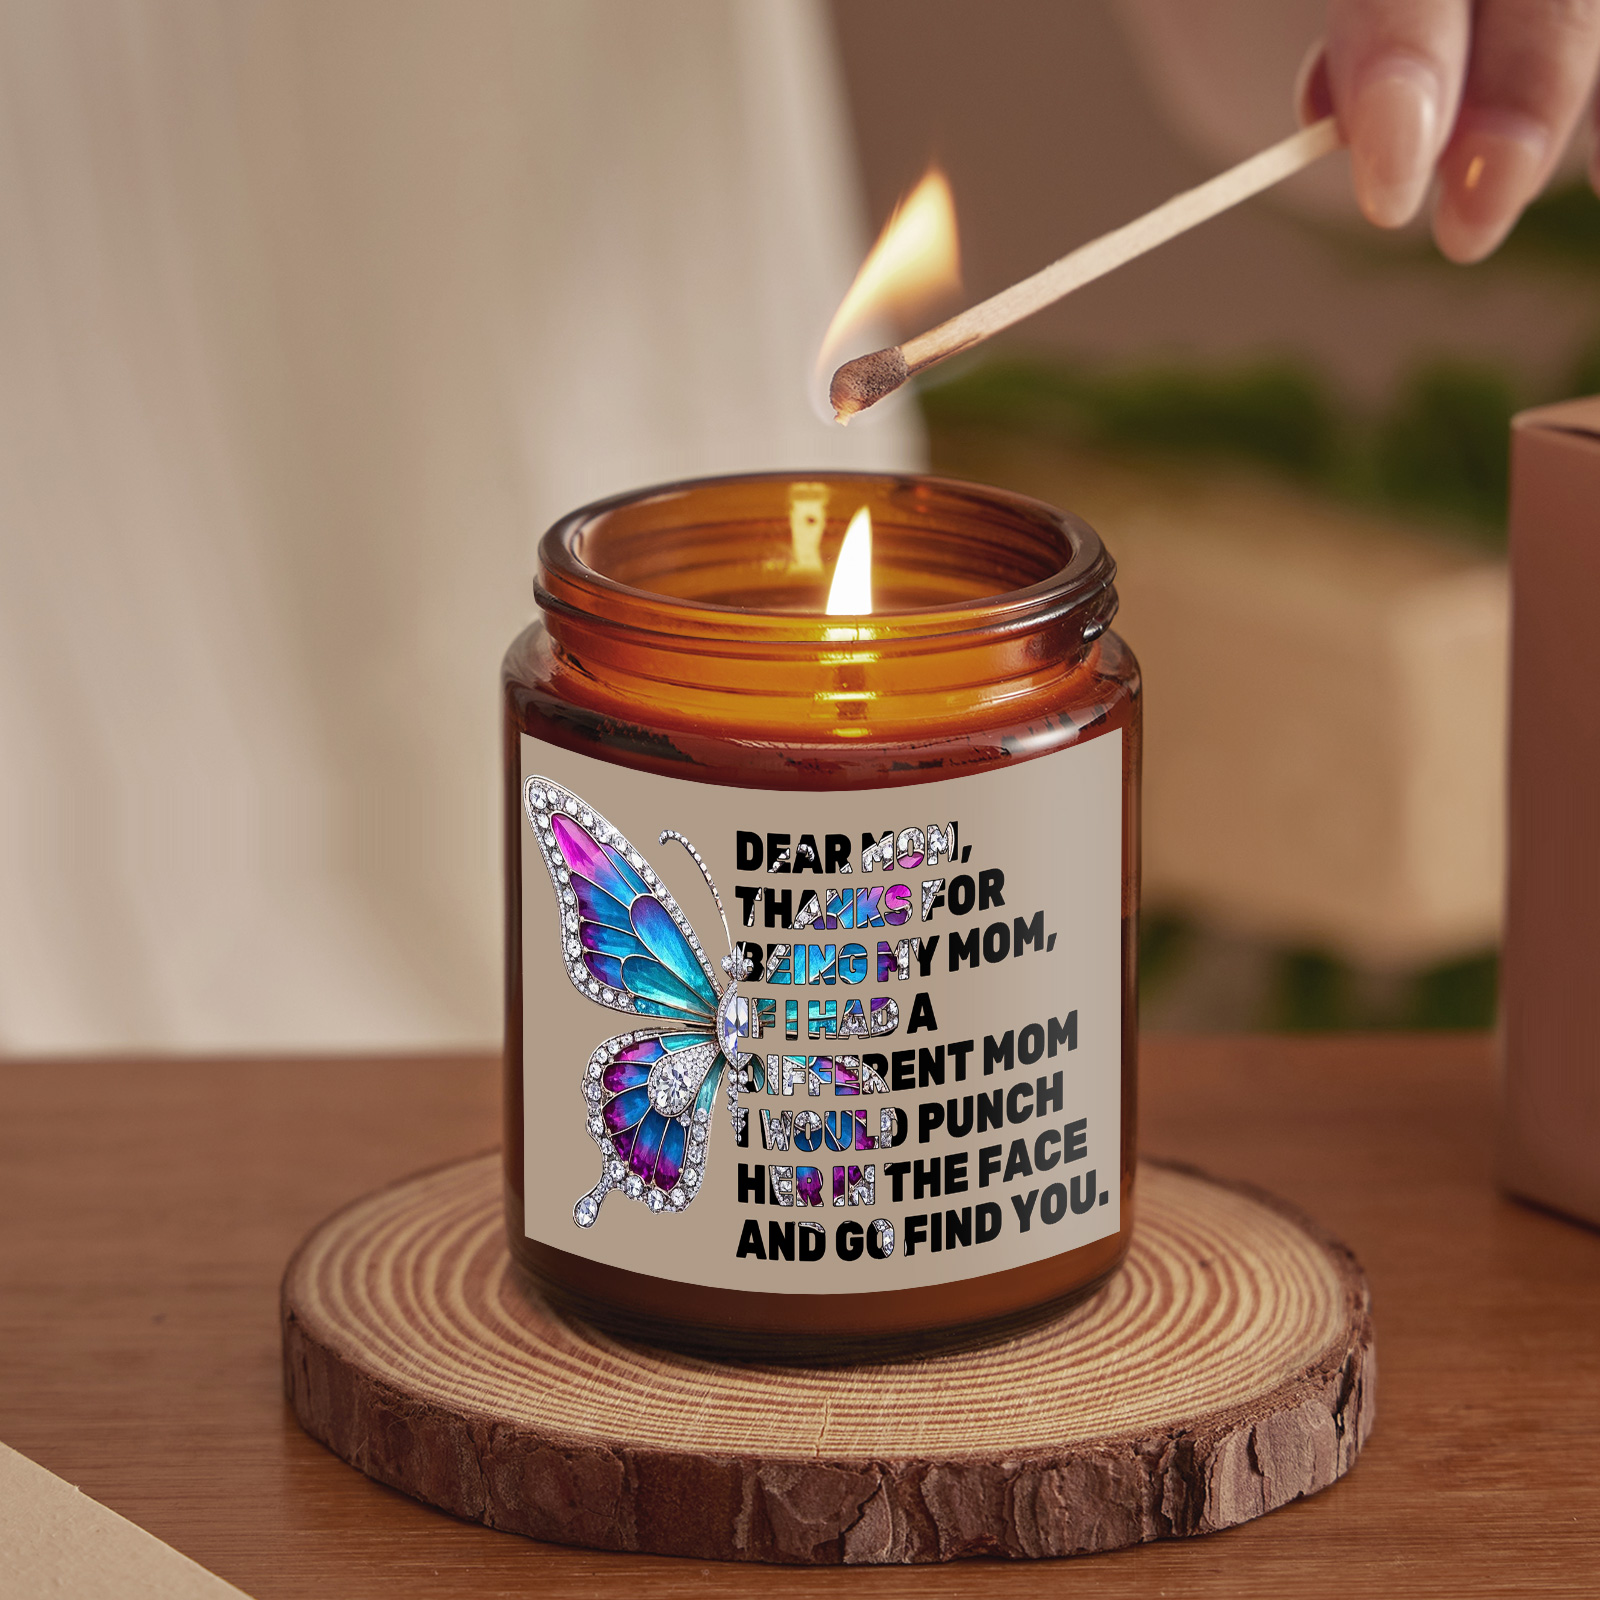 DEAR MOM,
THANKS FOR
BEING MY MOM,
IF I HAD A
DIFFERENT MOM
I WOULD PUNCH
HER IN THE FACE
AND GO FIND YOU.